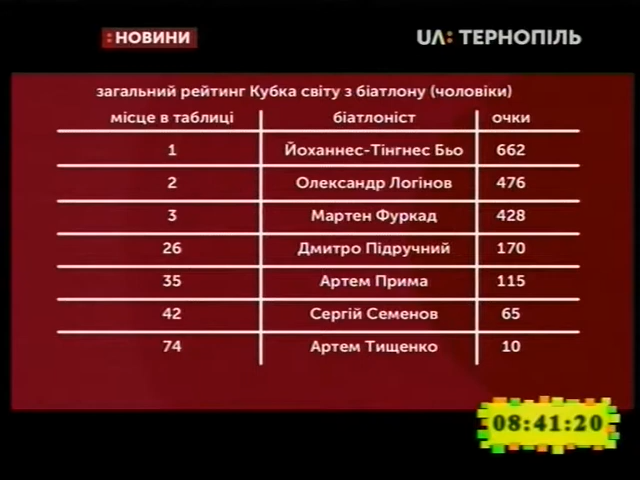 :НОВИНИ
UA: ТЕРНОПІЛЬ
загальний рейтинг Кубка світу з біатлону (чоловіки)
місце в таблиці біатлоніст очки
1 Йоханнес-Тінгнес Бьо 662
2 Олександр Логінов 476
3 Мартен Фуркад 428
26 Дмитро Підручний 170
35 Артем Прима 115
42 Сергій Семенов 65
74 Артем Тищенко 10
08:41:20